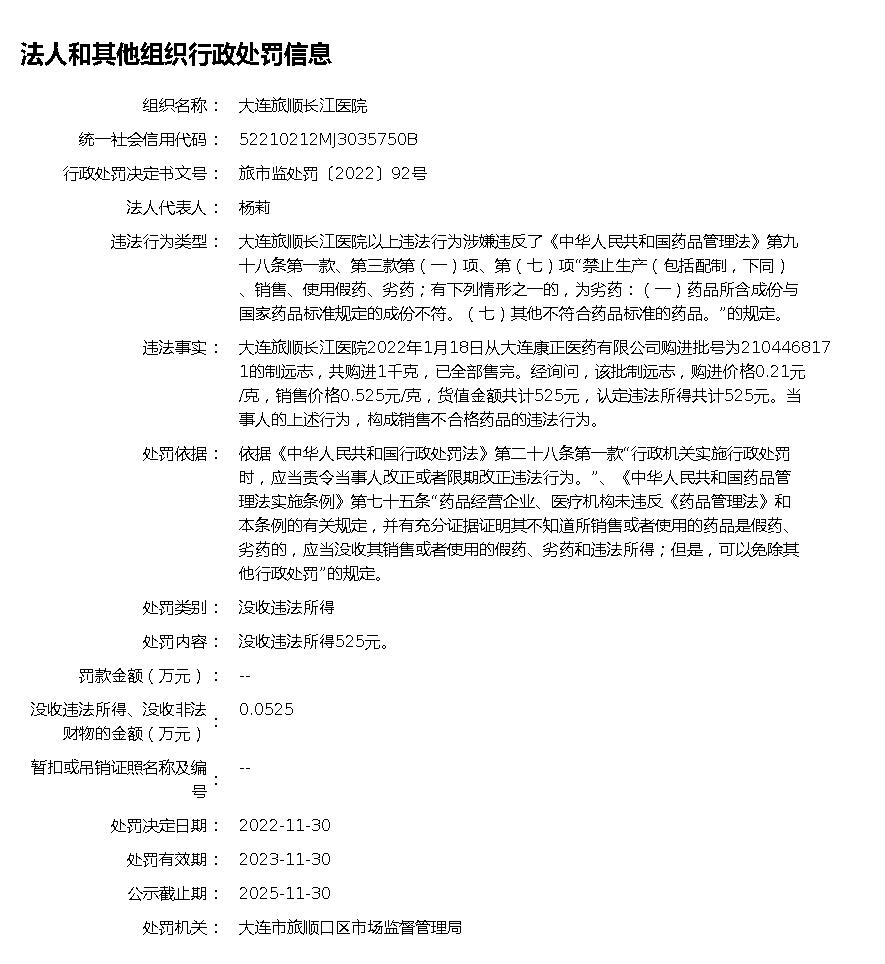 法人和其他组织行政处罚信息
组织名称： 大连旅顺长江医院
统一社会信用代码： 52210212MJ3035750B
行政处罚决定书文号： 旅市监处罚〔2022〕92号
法人代表人： 杨莉
违法行为类型： 大连旅顺长江医院以上违法行为涉嫌违反了《中华人民共和国药品管理法》第九
十八条第一款、第三款第（一）项、第（七）项“禁止生产（包括配制，下同）
、销售、使用假药、劣药；有下列情形之一的，为劣药：（一）药品所含成份与
国家药品标准规定的成份不符。（七）其他不符合药品标准的药品。”的规定。
违法事实： 大连旅顺长江医院2022年1月18日从大连康正医药有限公司购进批号为210446817
1的制远志，共购进1千克，已全部售完。经询问，该批制远志，购进价格0.21元
/克，销售价格0.525元/克，货值金额共计525元，认定违法所得共计525元。当
事人的上述行为，构成销售不合格药品的违法行为。
处罚依据： 依据《中华人民共和国行政处罚法》第二十八条第一款“行政机关实施行政处罚
时，应当责令当事人改正或者限期改正违法行为。”、《中华人民共和国药品管
理法实施条例》第七十五条“药品经营企业、医疗机构未违反《药品管理法》和
本条例的有关规定，并有充分证据证明其不知道所销售或者使用的药品是假药、
劣药的，应当没收其销售或者使用的假药、劣药和违法所得；但是，可以免除其
他行政处罚”的规定。
处罚类别： 没收违法所得
处罚内容： 没收违法所得525元。
罚款金额（万元）： --
没收违法所得、没收非法
财物的金额（万元）： 0.0525
暂扣或吊销证照名称及编
号： --
处罚决定日期： 2022-11-30
处罚有效期： 2023-11-30
公示截止期： 2025-11-30
处罚机关： 大连市旅顺口区市场监督管理局